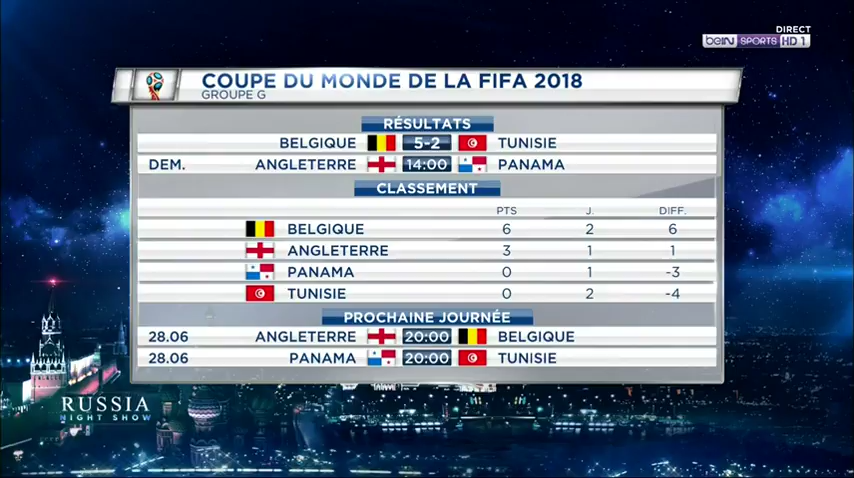 DIRECT
beIN SPORTS HD 1
COUPE DU MONDE DE LA FIFA 2018
GROUPE G
RÉSULTATS
BELGIQUE 5-2 TUNISIE
DEM. ANGLETERRE 14:00 PANAMA
CLASSEMENT
PTS J. DIFF.
BELGIQUE 6 2 6
ANGLETERRE 3 1 1
PANAMA 0 1 -3
TUNISIE 0 2 -4
PROCHAINE JOURNÉE
28.06 ANGLETERRE 20:00 BELGIQUE
28.06 PANAMA 20:00 TUNISIE
RUSSIA
NIGHT SHOW